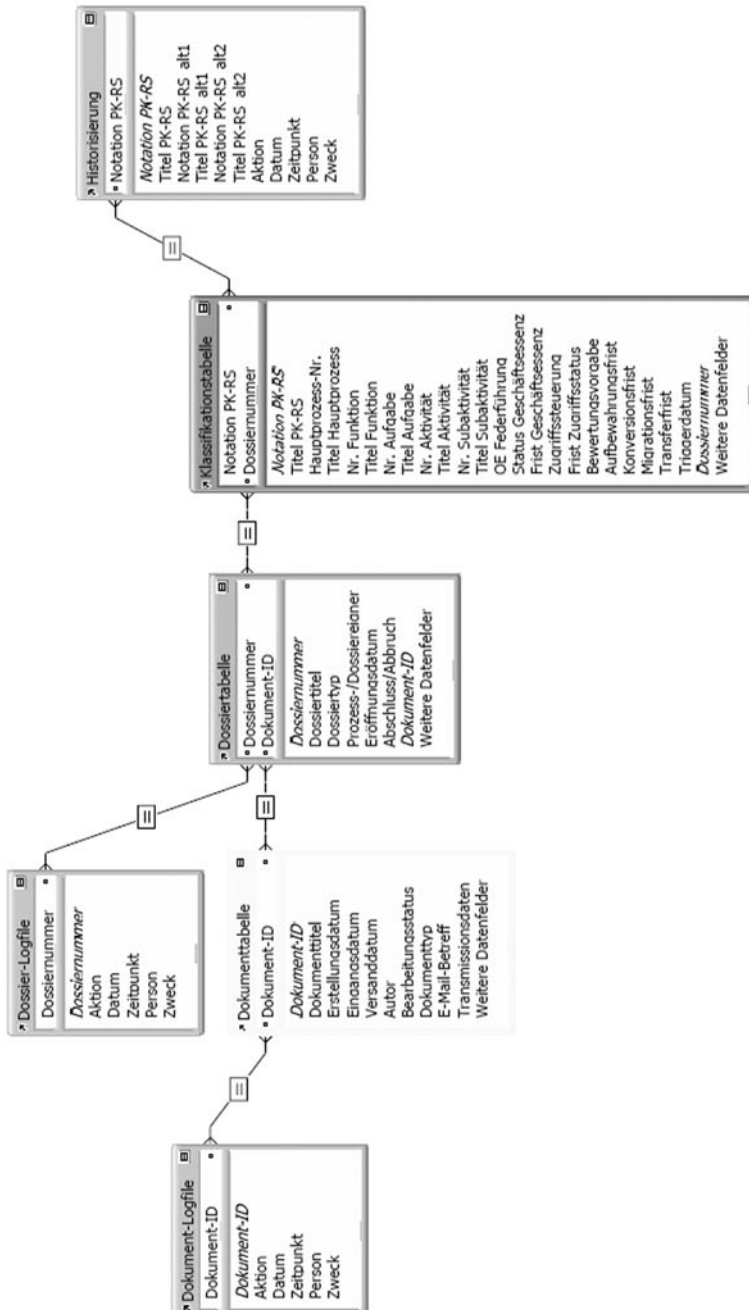 Dokument-Logfile
Dokument-ID
Dokument-ID
Aktion
Datum
Zeitpunkt
Person
Zweck
Dossier-Logfile
Dossiernummer
Dossiernummer
Aktion
Datum
Zeitpunkt
Person
Zweck
Dokumenttabelle
Dokument-ID
Dokument-ID
Dokumenttitel
Erstellungsdatum
Eingangsdatum
Versanddatum
Autor
Bearbeitungsstatus
Dokumenttyp
E-Mail-Betreff
Transmissionsdaten
Weitere Datenfelder
Dossiertabelle
Dossiernummer
Dokument-ID
Dossiernummer
Dossiertitel
Dossiertyp
Prozess-/Dossiereigner
Eröffnungsdatum
Abschluss/Abbruch
Dokument-ID
Weitere Datenfelder
Klassifikationstabelle
Notation PK-RS
Dossiernummer
Notation PK-RS
Titel PK-RS
Hauptprozess-Nr.
Titel Hauptprozess
Nr. Funktion
Titel Funktion
Nr. Aufgabe
Titel Aufgabe
Nr. Aktivität
Titel Aktivität
Nr. Subaktivität
Titel Subaktivität
OE Federführung
Status Geschäftsessenz
Frist Geschäftsessenz
Zugriffssteuerung
Frist Zugriffsstatus
Bewertungsvorgabe
Aufbewahrungsfrist
Konversionsfrist
Migrationsfrist
Transferfrist
Triggerdatum
Dossiernummer
Weitere Datenfelder
Historisierung
Notation PK-RS
Notation PK-RS
Titel PK-RS
Notation PK-RS alt1
Titel PK-RS alt1
Notation PK-RS alt2
Titel PK-RS alt2
Aktion
Datum
Zeitpunkt
Person
Zweck